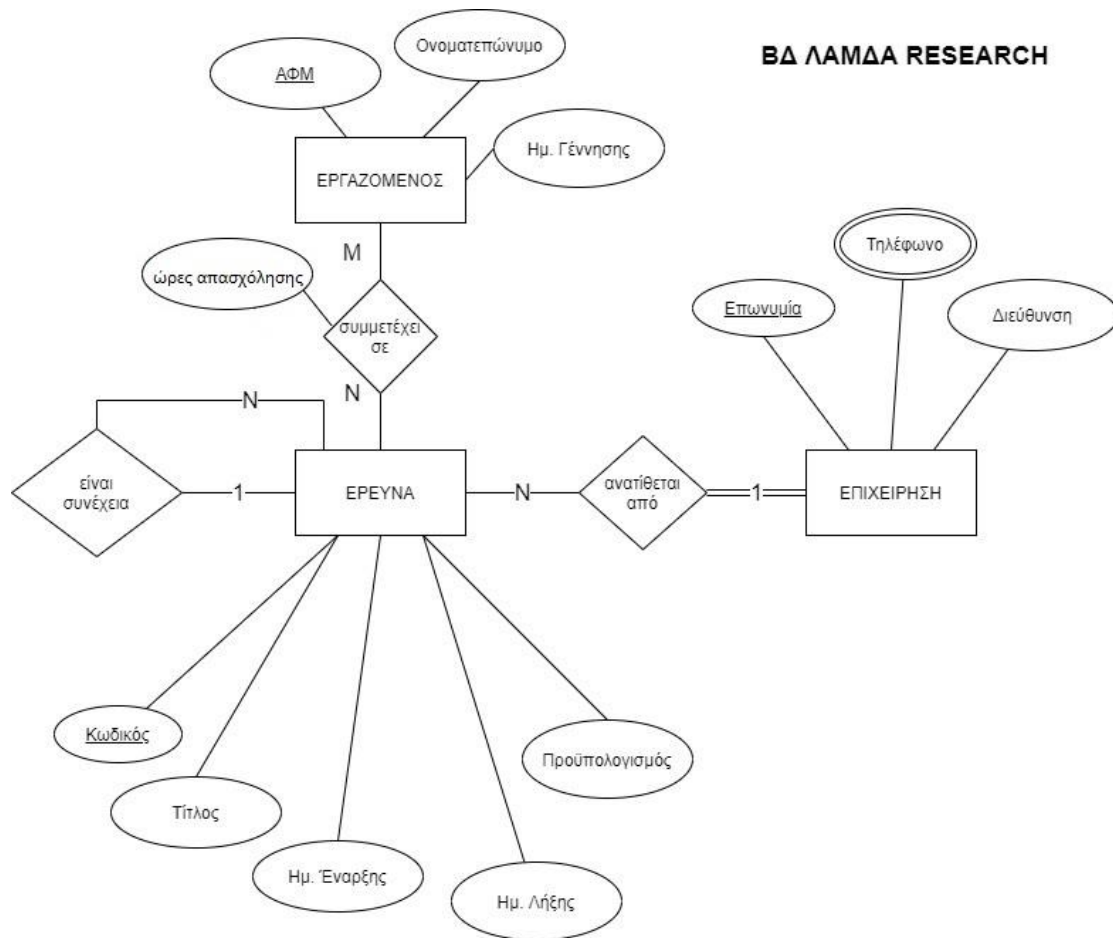 ΒΔ ΛΑΜΔΑ RESEARCH
Ονοματεπώνυμο
ΑΦΜ
Ημ. Γέννησης
ΕΡΓΑΖΟΜΕΝΟΣ
M
ώρες απασχόλησης
συμμετέχει
σε
N
Τηλέφωνο
Επωνυμία
Διεύθυνση
N
είναι
συνέχεια
1
ΕΡΕΥΝΑ
N
ανατίθεται
από
1
ΕΠΙΧΕΙΡΗΣΗ
Κωδικός
Προϋπολογισμός
Τίτλος
Ημ. Έναρξης
Ημ. Λήξης